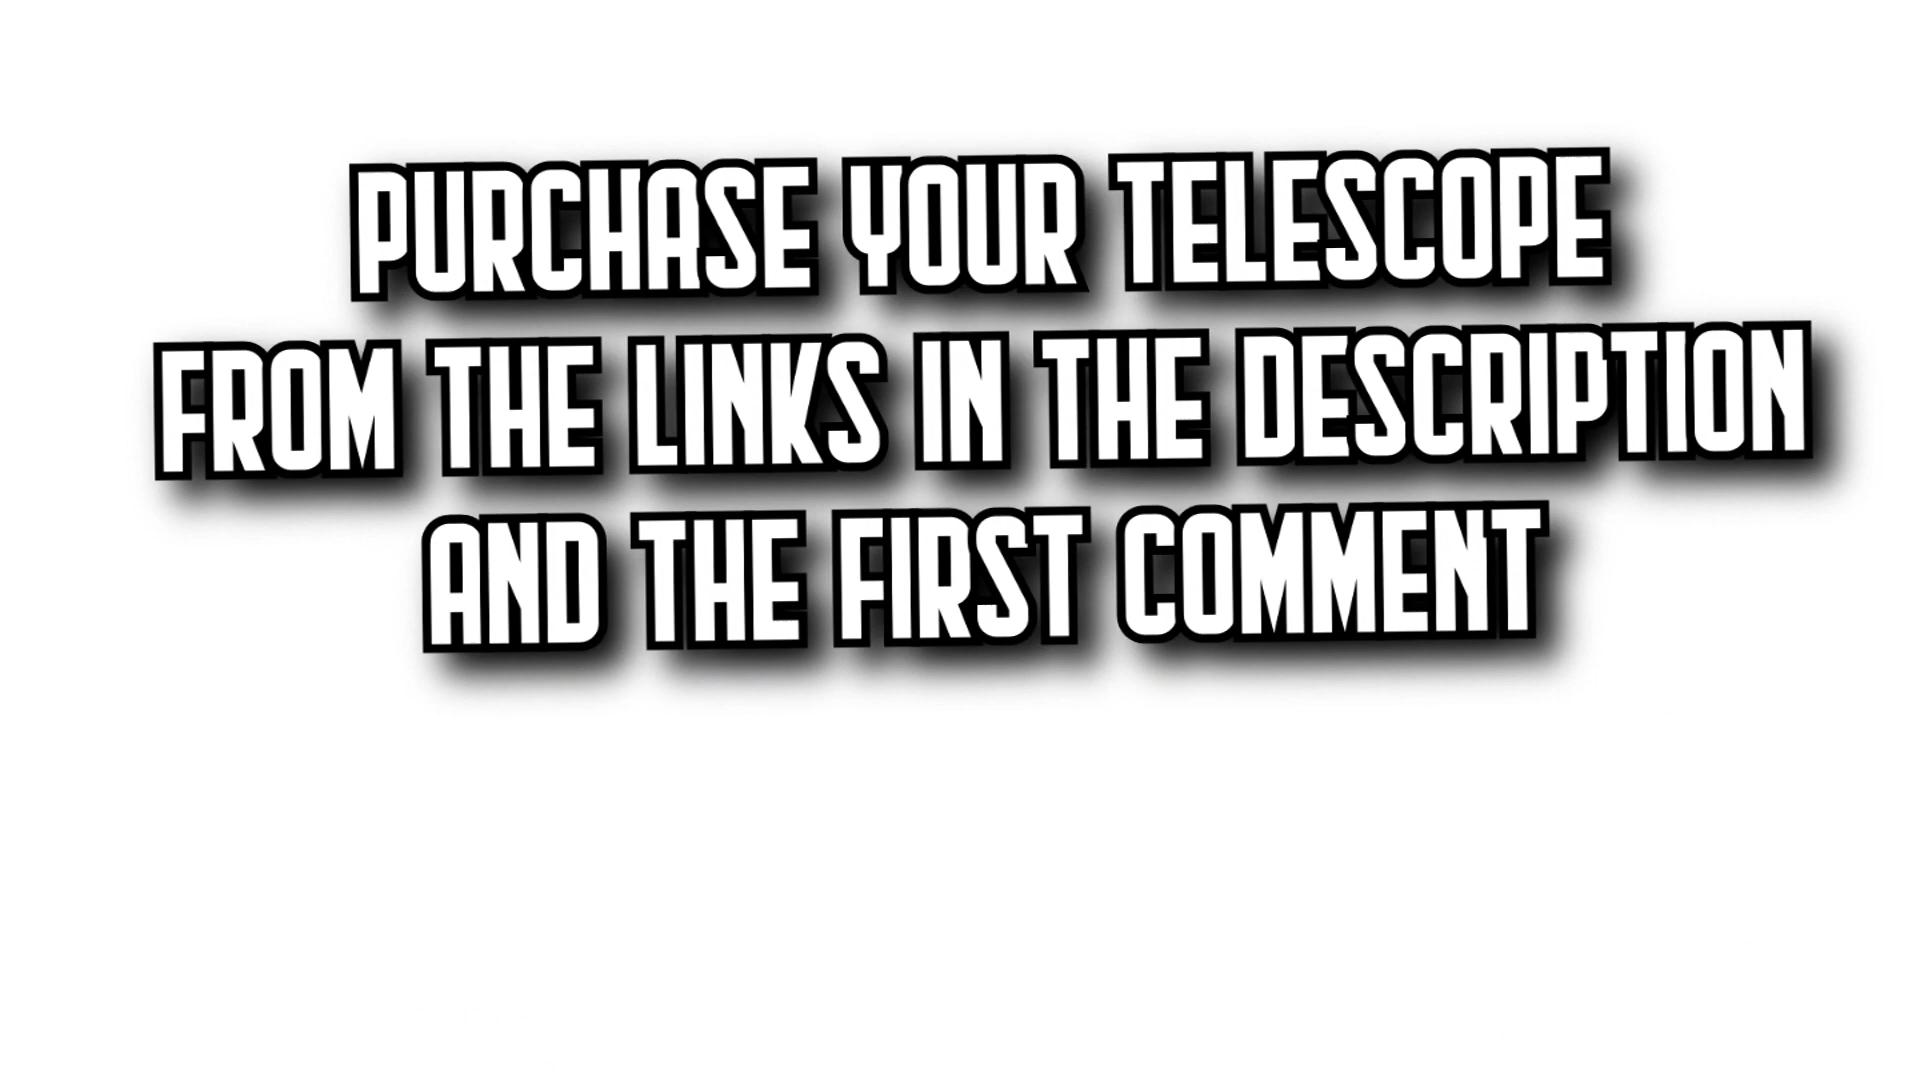 PURCHASE YOUR TELESCOPE
FROM THE LINKS IN THE DESCRIPTION
AND THE FIRST COMMENT